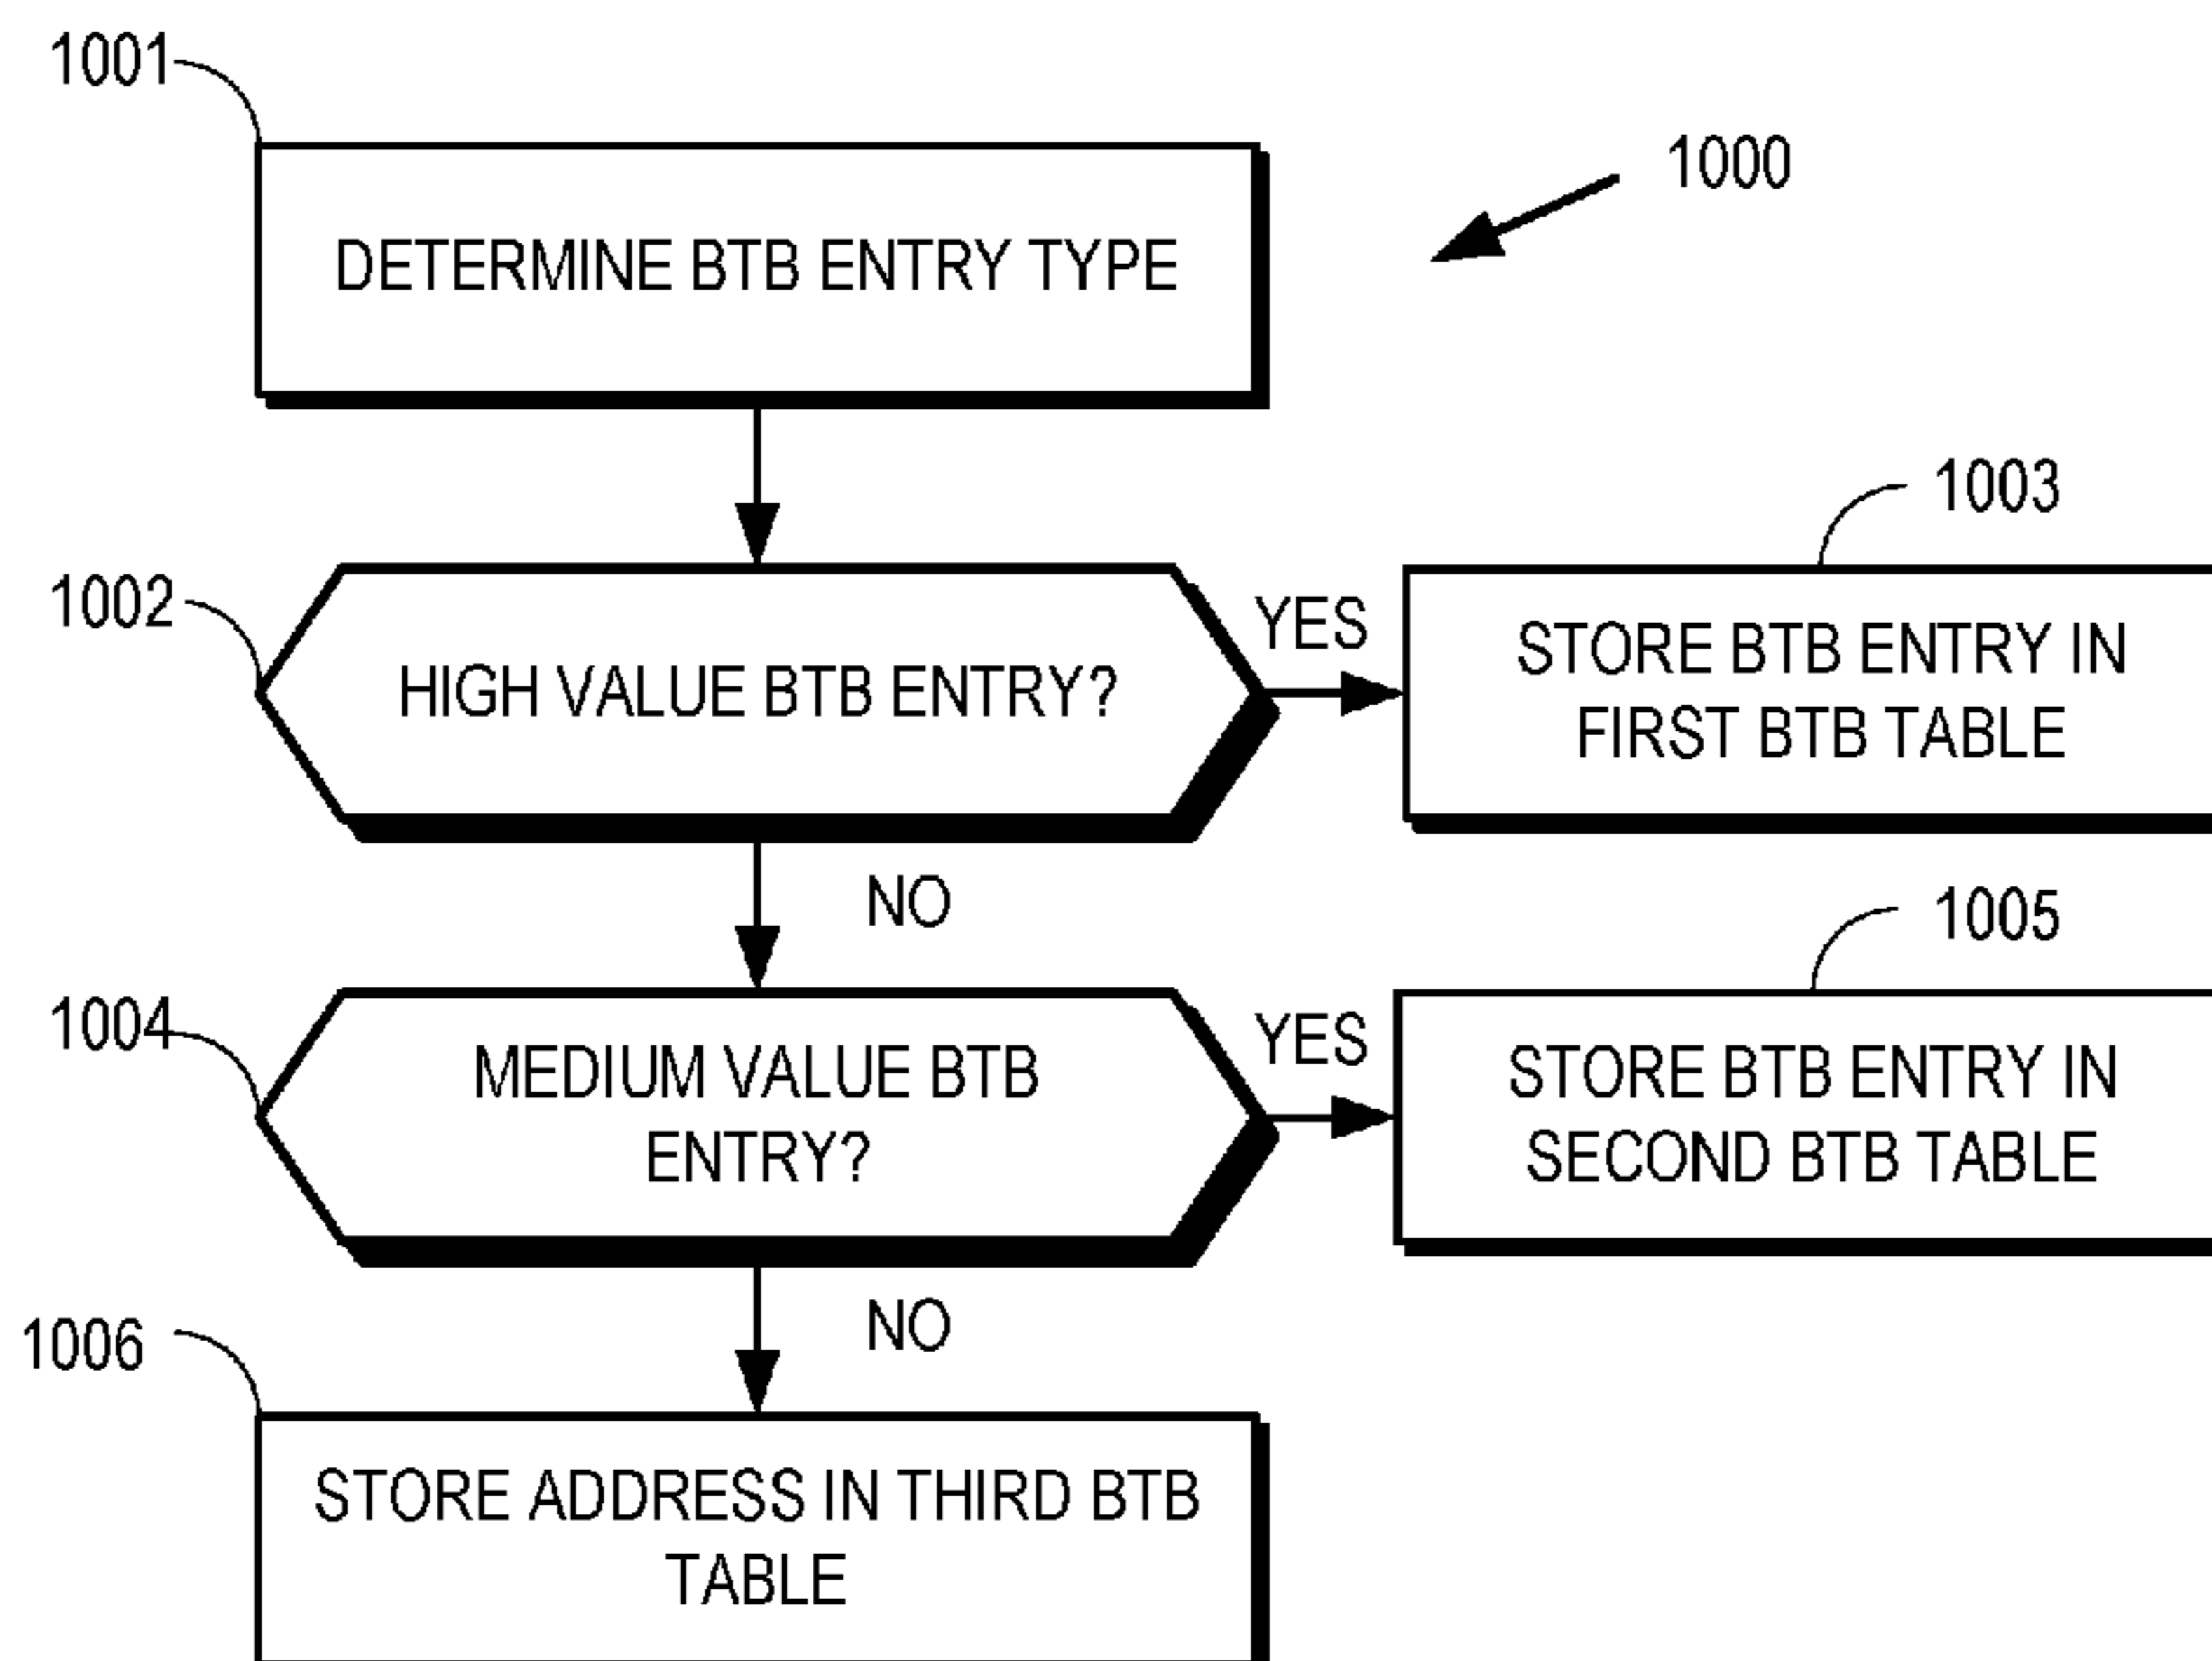 1001
DETERMINE BTB ENTRY TYPE
1000
1002
HIGH VALUE BTB ENTRY?
YES
1003
STORE BTB ENTRY IN
FIRST BTB TABLE
NO
1004
MEDIUM VALUE BTB
ENTRY?
YES
1005
STORE BTB ENTRY IN
SECOND BTB TABLE
NO
1006
STORE ADDRESS IN THIRD BTB
TABLE